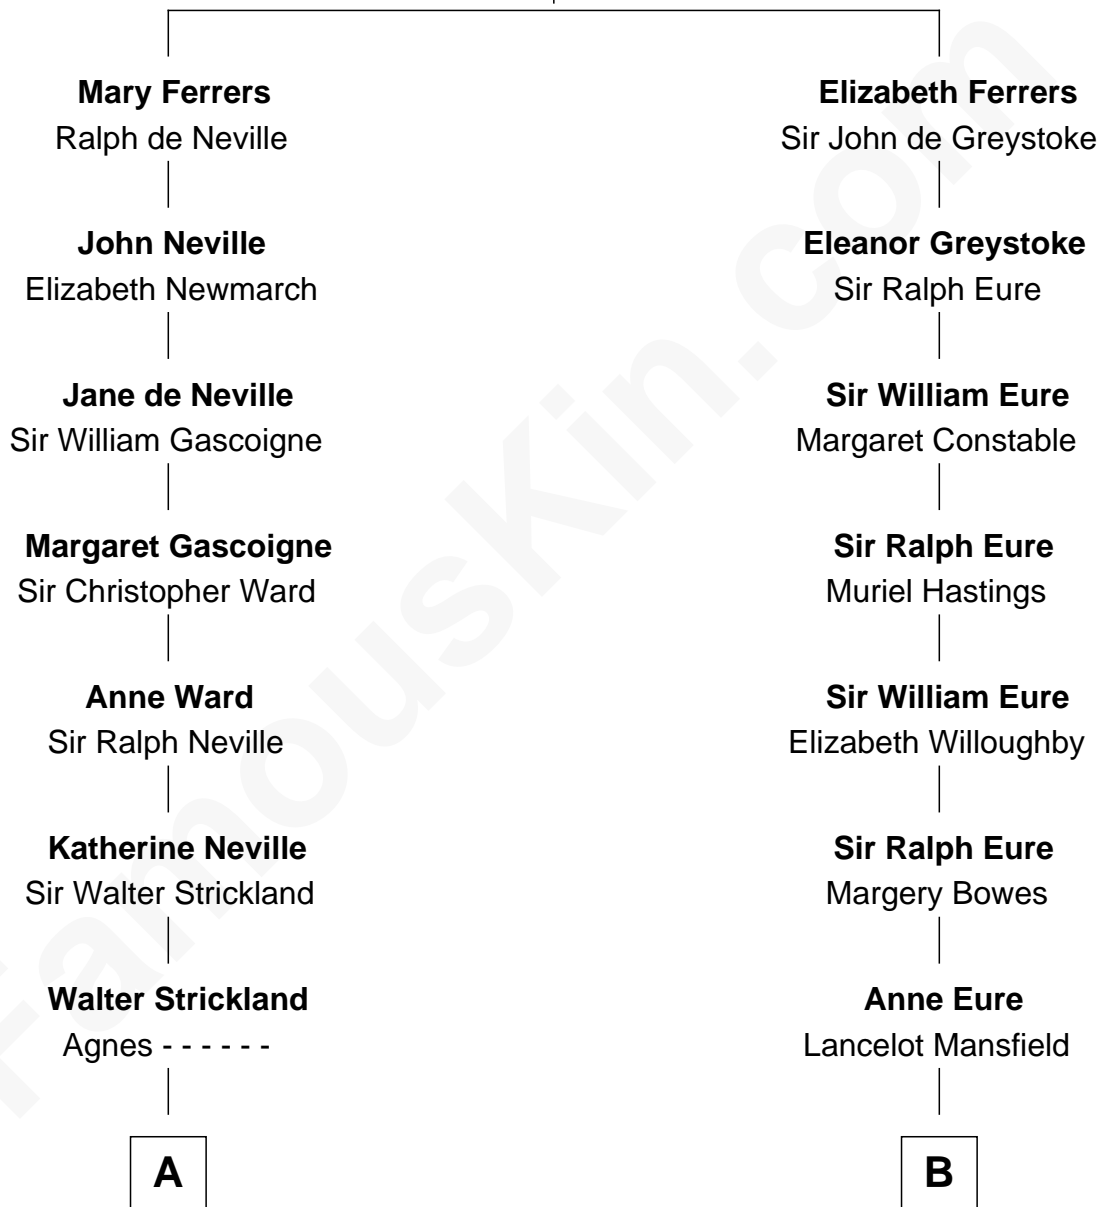 Mary Ferrers
Ralph de Neville
John Neville
Elizabeth Newmarch
Jane de Neville
Sir William Gascoigne
Margaret Gascoigne
Sir Christopher Ward
Anne Ward
Sir Ralph Neville
Katherine Neville
Sir Walter Strickland
Walter Strickland
Agnes - - - - - -
A
Elizabeth Ferrers
Sir John de Greystoke
Eleanor Greystoke
Sir Ralph Eure
Sir William Eure
Margaret Constable
Sir Ralph Eure
Muriel Hastings
Sir William Eure
Elizabeth Willoughby
Sir Ralph Eure
Margery Bowes
Anne Eure
Lancelot Mansfield
B
FamousKin.com